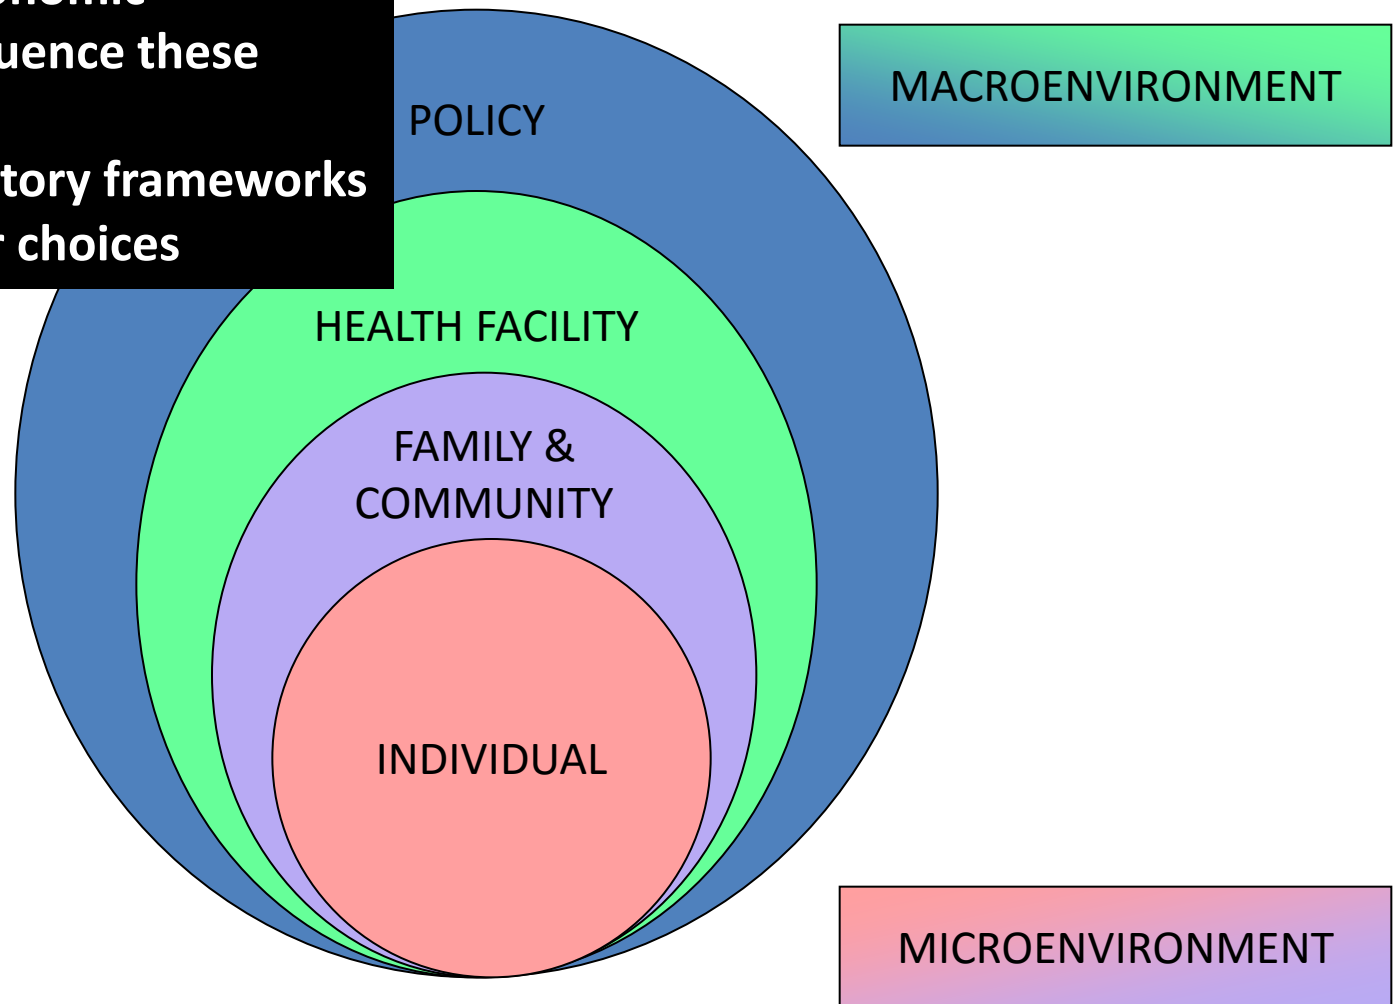 uence these
tory frameworks
r choices
POLICY
MACROENVIRONMENT
HEALTH FACILITY
FAMILY &
COMMUNITY
INDIVIDUAL
MICROENVIRONMENT